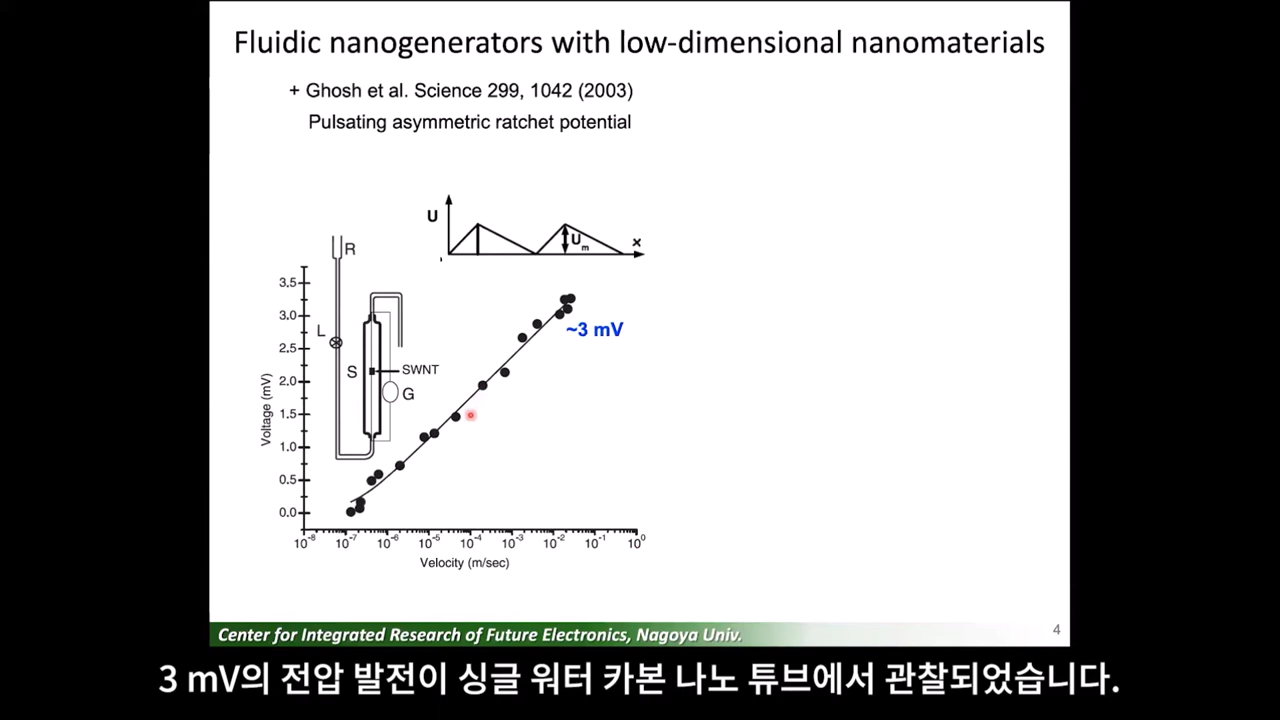 Fluidic nanogenerators with low-dimensional nanomaterials
+ Ghosh et al. Science 299, 1042 (2003)
Pulsating asymmetric ratchet potential
U
Um
x
R
L
S
SWNT
G
~3 mV
3.5
3.0
2.5
2.0
1.5
1.0
0.5
0.0
Voltage (mV)
10^-8 10^-7 10^-6 10^-5 10^-4 10^-3 10^-2 10^-1 10^0
Velocity (m/sec)
Center for Integrated Research of Future Electronics, Nagoya Univ.
4
3 mV의 전압 발전이 싱글 워터 카본 나노 튜브에서 관찰되었습니다.